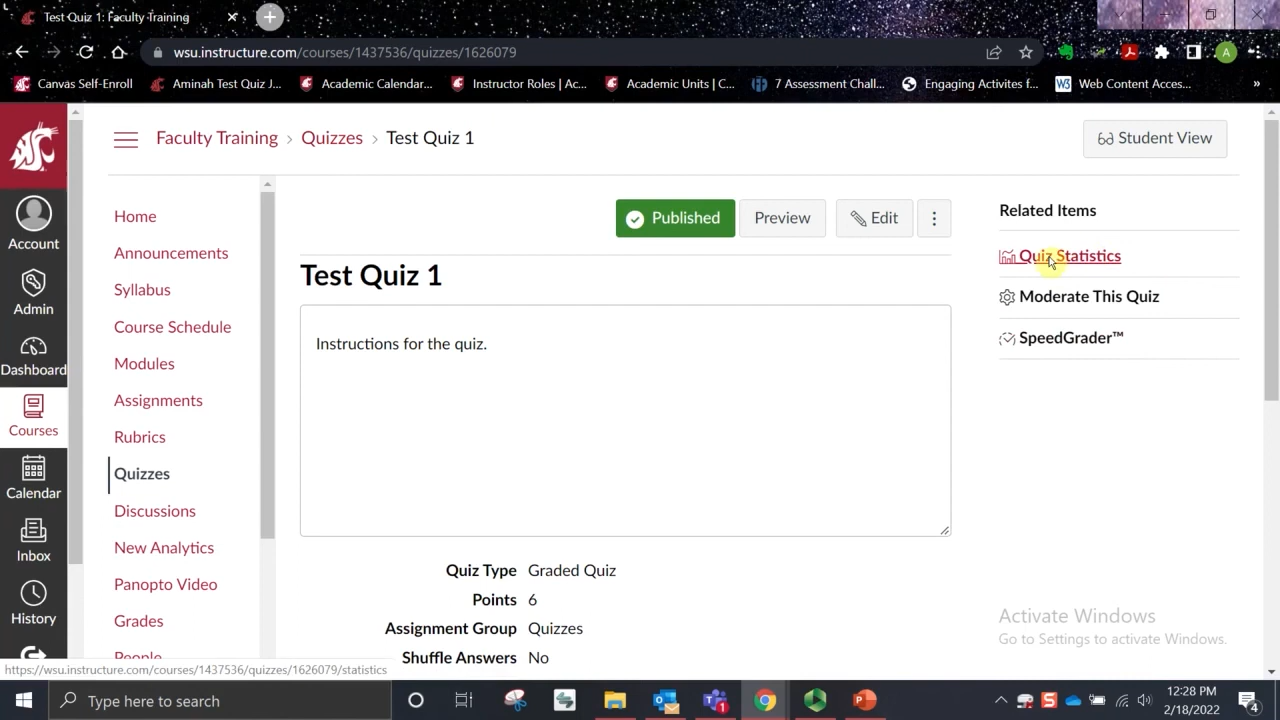 Test Quiz 1: Faculty Training
wsu.instructure.com/courses/1437536/quizzes/1626079
A
Canvas Self-Enroll
Aminah Test Quiz J...
Academic Calendar...
Instructor Roles | Ac...
Academic Units | C...
7 Assessment Chall...
Engaging Activites f...
W3
Web Content Acces...
»
Faculty Training › Quizzes › Test Quiz 1
Student View
Account
Admin
Dashboard
Courses
Calendar
Inbox
History
Home
Announcements
Syllabus
Course Schedule
Modules
Assignments
Rubrics
Quizzes
Discussions
New Analytics
Panopto Video
Grades
People
Published
Preview
Edit
Test Quiz 1
Instructions for the quiz.
Quiz Type Graded Quiz
Points 6
Assignment Group Quizzes
Shuffle Answers No
Related Items
Quiz Statistics
Moderate This Quiz
SpeedGrader™
Activate Windows
Go to Settings to activate Windows.
https://wsu.instructure.com/courses/1437536/quizzes/1626079/statistics
Type here to search
1
S
12:28 PM
2/18/2022
4